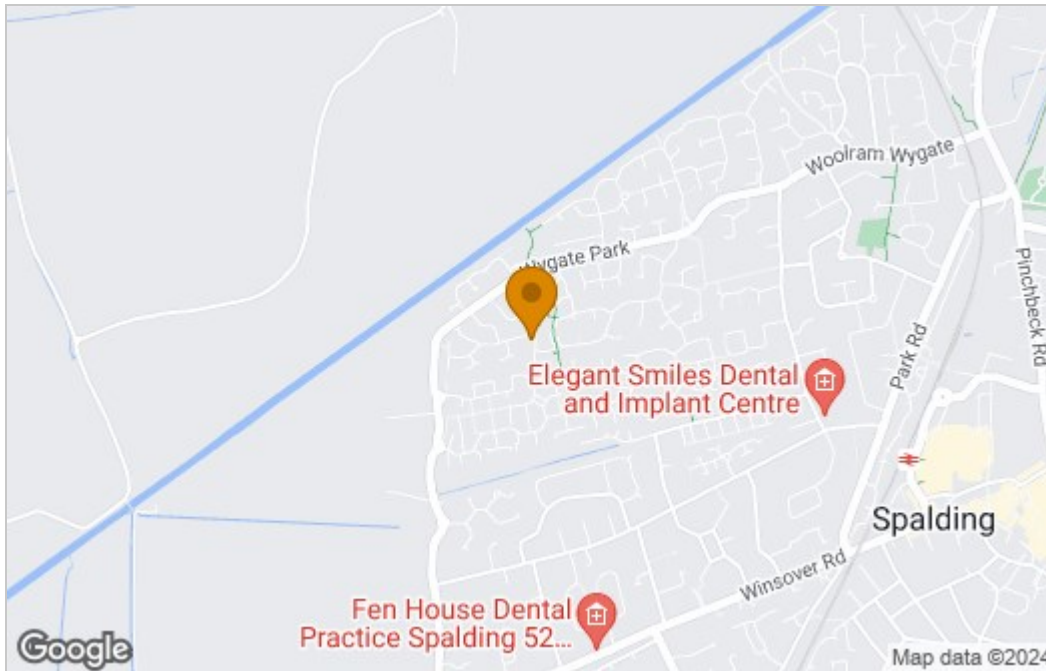 Woolram Wygate
Wygate Park
Park Rd
Pinchbeck Rd
Elegant Smiles Dental
and Implant Centre
Spalding
Winsover Rd
Fen House Dental
Practice Spalding 52...
Google
Map data ©2024